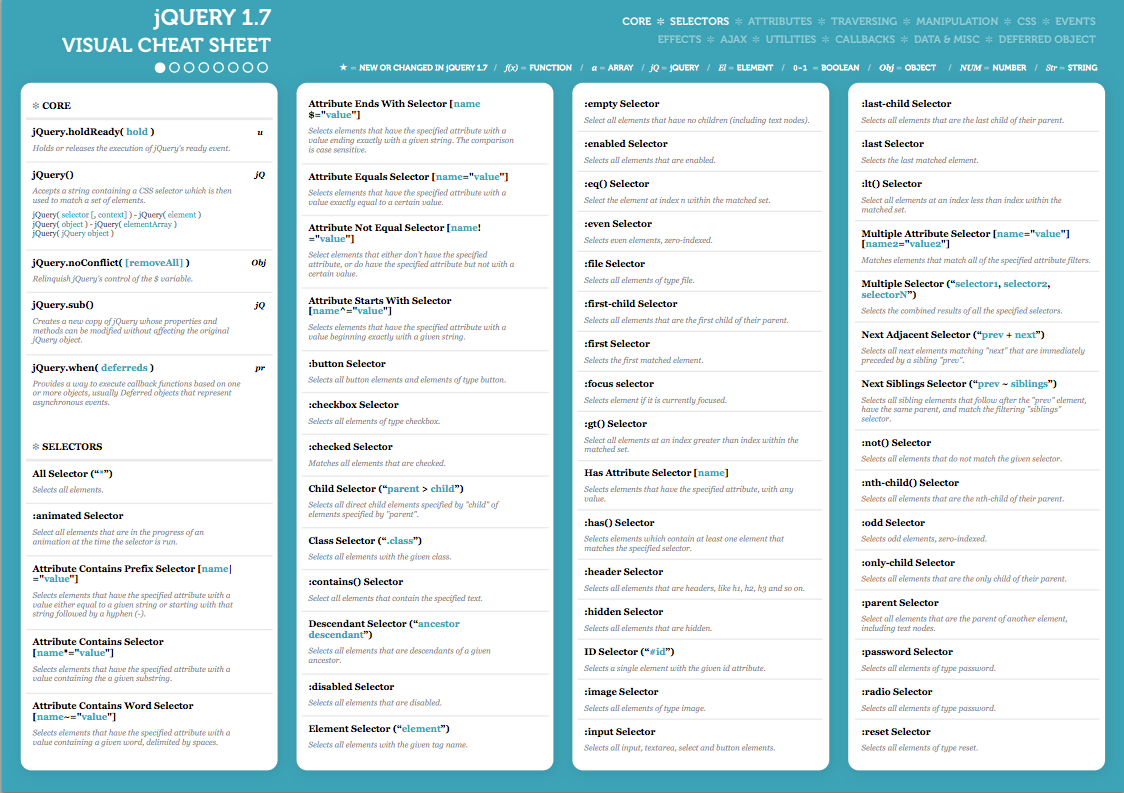 jQUERY 1.7
VISUAL CHEAT SHEET
CORE ✲ SELECTORS ✲ ATTRIBUTES ✲ TRAVERSING ✲ MANIPULATION ✲ CSS ✲ EVENTS
EFFECTS ✲ AJAX ✲ UTILITIES ✲ CALLBACKS ✲ DATA & MISC ✲ DEFERRED OBJECT
★ = NEW OR CHANGED IN jQUERY 1.7 / f(x) = FUNCTION / a = ARRAY / jQ = jQUERY / El = ELEMENT / 0-1 = BOOLEAN / Obj = OBJECT / NUM = NUMBER / Str = STRING
✲ CORE
jQuery.holdReady( hold ) u
Holds or releases the execution of jQuery's ready event.
jQuery() jQ
Accepts a string containing a CSS selector which is then
used to match a set of elements.
jQuery( selector [, context] ) - jQuery( element )
jQuery( object ) - jQuery( elementArray )
jQuery( jQuery object )
jQuery.noConflict( [removeAll] ) Obj
Relinquish jQuery's control of the $ variable.
jQuery.sub() jQ
Creates a new copy of jQuery whose properties and
methods can be modified without affecting the original
jQuery object.
jQuery.when( deferreds ) pr
Provides a way to execute callback functions based on one
or more objects, usually Deferred objects that represent
asynchronous events.
✲ SELECTORS
All Selector (“*”)
Selects all elements.
:animated Selector
Select all elements that are in the progress of an
animation at the time the selector is run.
Attribute Contains Prefix Selector [name|
="value"]
Selects elements that have the specified attribute with a
value either equal to a given string or starting with that
string followed by a hyphen (-).
Attribute Contains Selector
[name*="value"]
Selects elements that have the specified attribute with a
value containing the a given substring.
Attribute Contains Word Selector
[name~="value"]
Selects elements that have the specified attribute with a
value containing a given word, delimited by spaces.
Attribute Ends With Selector [name
$="value"]
Selects elements that have the specified attribute with a
value ending exactly with a given string. The comparison
is case sensitive.
Attribute Equals Selector [name="value"]
Selects elements that have the specified attribute with a
value exactly equal to a certain value.
Attribute Not Equal Selector [name!
="value"]
Select elements that either don't have the specified
attribute, or do have the specified attribute but not with a
certain value.
Attribute Starts With Selector
[name^="value"]
Selects elements that have the specified attribute with a
value beginning exactly with a given string.
:button Selector
Selects all button elements and elements of type button.
:checkbox Selector
Selects all elements of type checkbox.
:checked Selector
Matches all elements that are checked.
Child Selector (“parent > child”)
Selects all direct child elements specified by "child" of
elements specified by "parent".
Class Selector (“.class”)
Selects all elements with the given class.
:contains() Selector
Select all elements that contain the specified text.
Descendant Selector (“ancestor
descendant”)
Selects all elements that are descendants of a given
ancestor.
:disabled Selector
Selects all elements that are disabled.
Element Selector (“element”)
Selects all elements with the given tag name.
:empty Selector
Select all elements that have no children (including text nodes).
:enabled Selector
Selects all elements that are enabled.
:eq() Selector
Select the element at index n within the matched set.
:even Selector
Selects even elements, zero-indexed.
:file Selector
Selects all elements of type file.
:first-child Selector
Selects all elements that are the first child of their parent.
:first Selector
Selects the first matched element.
:focus selector
Selects element if it is currently focused.
:gt() Selector
Select all elements at an index greater than index within the
matched set.
Has Attribute Selector [name]
Selects elements that have the specified attribute, with any
value.
:has() Selector
Selects elements which contain at least one element that
matches the specified selector.
:header Selector
Selects all elements that are headers, like h1, h2, h3 and so on.
:hidden Selector
Selects all elements that are hidden.
ID Selector (“#id”)
Selects a single element with the given id attribute.
:image Selector
Selects all elements of type image.
:input Selector
Selects all input, textarea, select and button elements.
:last-child Selector
Selects all elements that are the last child of their parent.
:last Selector
Selects the last matched element.
:lt() Selector
Select all elements at an index less than index within the
matched set.
Multiple Attribute Selector [name="value"]
[name2="value2"]
Matches elements that match all of the specified attribute filters.
Multiple Selector (“selector1, selector2,
selectorN”)
Selects the combined results of all the specified selectors.
Next Adjacent Selector (“prev + next”)
Selects all next elements matching "next" that are immediately
preceded by a sibling "prev".
Next Siblings Selector (“prev ~ siblings”)
Selects all sibling elements that follow after the "prev" element,
have the same parent, and match the filtering "siblings"
selector.
:not() Selector
Selects all elements that do not match the given selector.
:nth-child() Selector
Selects all elements that are the nth-child of their parent.
:odd Selector
Selects odd elements, zero-indexed.
:only-child Selector
Selects all elements that are the only child of their parent.
:parent Selector
Select all elements that are the parent of another element,
including text nodes.
:password Selector
Selects all elements of type password.
:radio Selector
Selects all elements of type password.
:reset Selector
Selects all elements of type reset.